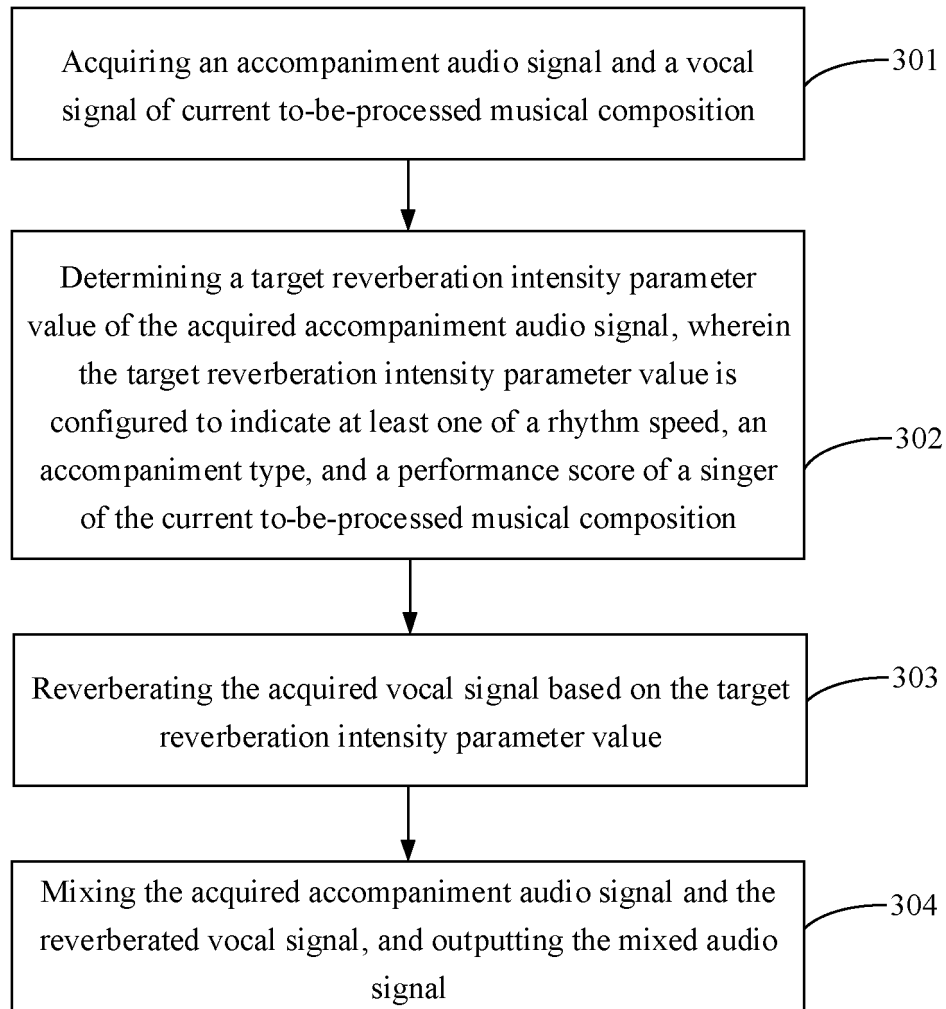 Acquiring an accompaniment audio signal and a vocal
signal of current to-be-processed musical composition
301
Determining a target reverberation intensity parameter
value of the acquired accompaniment audio signal, wherein
the target reverberation intensity parameter value is
configured to indicate at least one of a rhythm speed, an
accompaniment type, and a performance score of a singer
of the current to-be-processed musical composition
302
Reverberating the acquired vocal signal based on the target
reverberation intensity parameter value
303
Mixing the acquired accompaniment audio signal and the
reverberated vocal signal, and outputting the mixed audio
signal
304